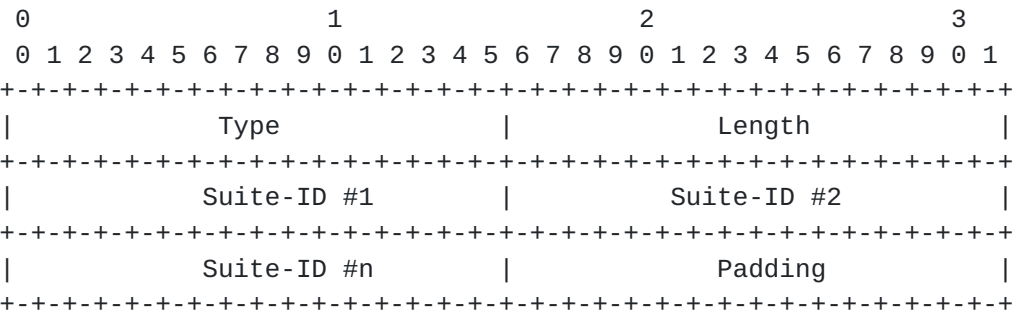 0                   1                   2                   3
 0 1 2 3 4 5 6 7 8 9 0 1 2 3 4 5 6 7 8 9 0 1 2 3 4 5 6 7 8 9 0 1
+-+-+-+-+-+-+-+-+-+-+-+-+-+-+-+-+-+-+-+-+-+-+-+-+-+-+-+-+-+-+-+-+
|             Type              |             Length            |
+-+-+-+-+-+-+-+-+-+-+-+-+-+-+-+-+-+-+-+-+-+-+-+-+-+-+-+-+-+-+-+-+
|            Suite-ID #1        |          Suite-ID #2          |
+-+-+-+-+-+-+-+-+-+-+-+-+-+-+-+-+-+-+-+-+-+-+-+-+-+-+-+-+-+-+-+-+
|            Suite-ID #n        |             Padding           |
+-+-+-+-+-+-+-+-+-+-+-+-+-+-+-+-+-+-+-+-+-+-+-+-+-+-+-+-+-+-+-+-+